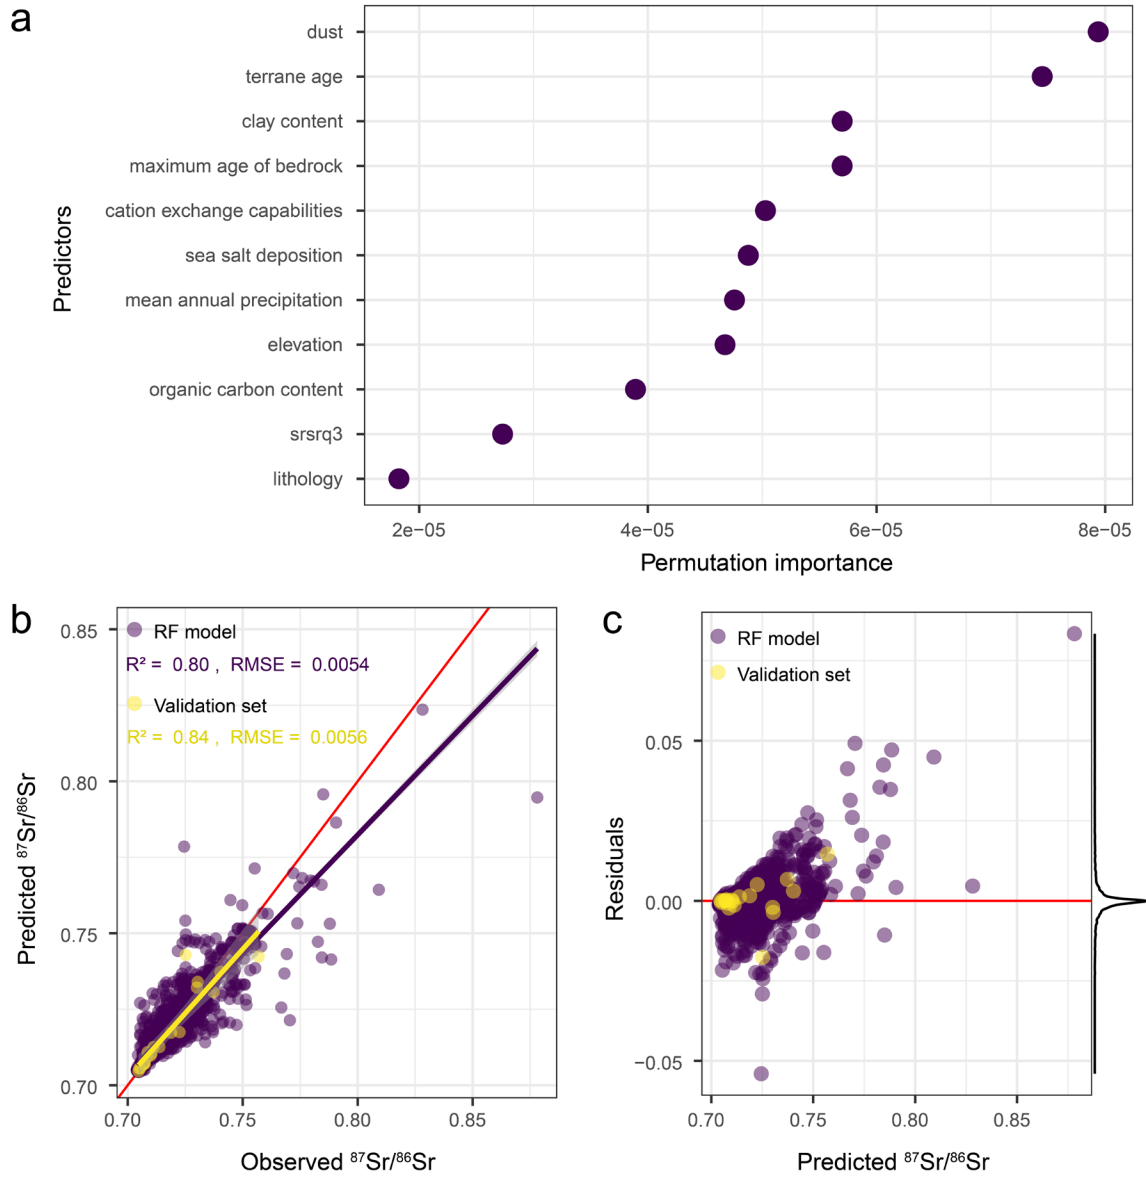 a
Predictors
dust
terrane age
clay content
maximum age of bedrock
cation exchange capabilities
sea salt deposition
mean annual precipitation
elevation
organic carbon content
srsrq3
lithology
2e−05 4e−05 6e−05 8e−05
Permutation importance
b
RF model
R² = 0.80 , RMSE = 0.0054
Validation set
R² = 0.84 , RMSE = 0.0056
Predicted ⁸⁷Sr/⁸⁶Sr
0.85
0.80
0.75
0.70
0.70 0.75 0.80 0.85
Observed ⁸⁷Sr/⁸⁶Sr
c
RF model
Validation set
Residuals
0.05
0.00
−0.05
0.70 0.75 0.80 0.85
Predicted ⁸⁷Sr/⁸⁶Sr